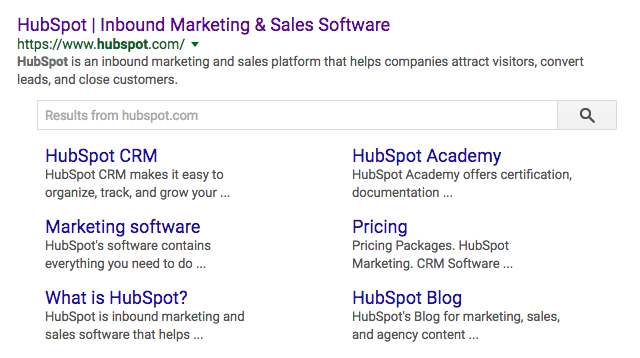 HubSpot | Inbound Marketing & Sales Software
https://www.hubspot.com/
HubSpot is an inbound marketing and sales platform that helps companies attract visitors, convert
leads, and close customers.
Results from hubspot.com
HubSpot CRM
HubSpot CRM makes it easy to
organize, track, and grow your ...
HubSpot Academy
HubSpot Academy offers certification,
documentation ...
Marketing software
HubSpot's software contains
everything you need to do ...
Pricing
Pricing Packages. HubSpot
Marketing. CRM Software ...
What is HubSpot?
HubSpot is inbound marketing and
sales software that helps ...
HubSpot Blog
HubSpot's Blog for marketing, sales,
and agency content ...